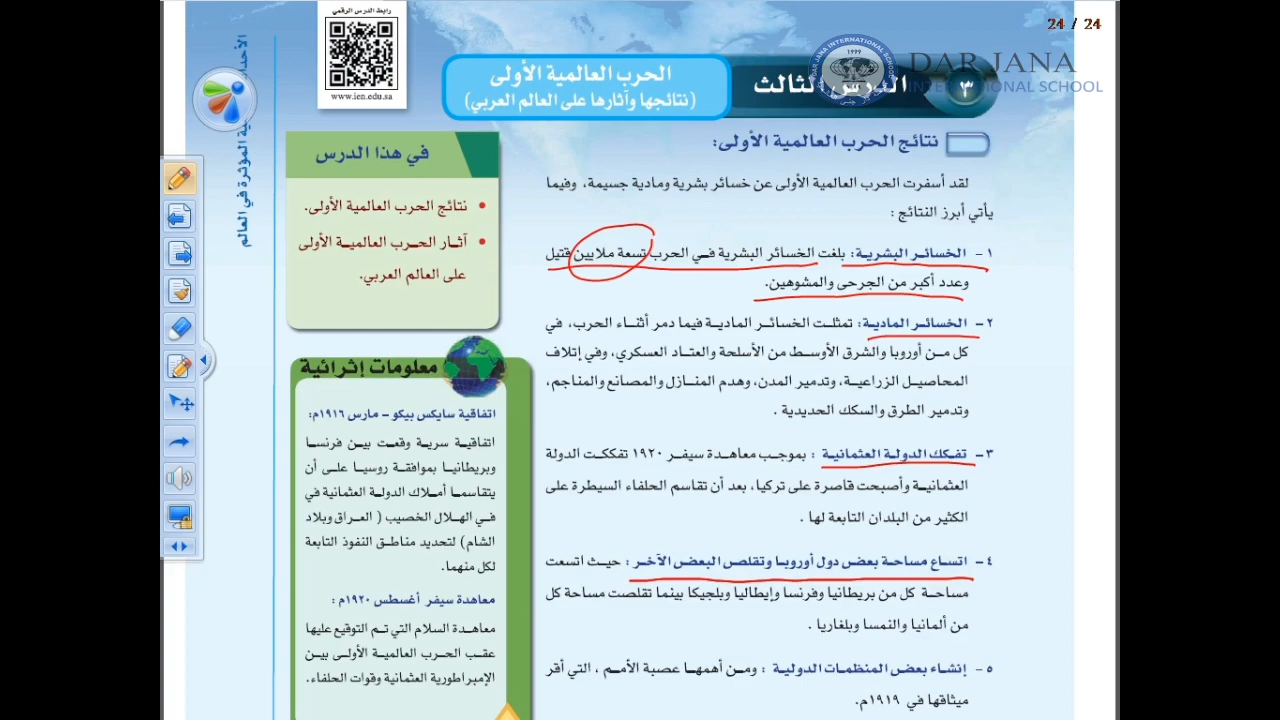 رابط الدرس الرقمي
www.ien.edu.sa
24 / 24
DAR JANA
INTERNATIONAL SCHOOL
DAR JANA INTERNATIONAL SCHOOL
1999
٣
الدرس الثالث
الحرب العالمية الأولى
(نتائجها وآثارها على العالم العربي)
نتائج الحرب العالمية الأولى:
لقد أسفرت الحرب العالمية الأولى عن خسائر بشرية ومادية جسيمة، وفيما
يأتي أبرز النتائج :
١ - الخسائر البشرية: بلغت الخسائر البشرية في الحرب تسعة ملايين قتيل
وعدد أكبر من الجرحى والمشوهين.
٢- الخسائر المادية: تمثلت الخسائر المادية فيما دمر أثناء الحرب، في
كل من أوروبا والشرق الأوسط من الأسلحة والعتاد العسكري، وفي إتلاف
المحاصيل الزراعية، وتدمير المدن، وهدم المنازل والمصانع والمناجم،
وتدمير الطرق والسكك الحديدية .
٣- تفكك الدولة العثمانية : بموجب معاهدة سيفر ١٩٢٠ تفككت الدولة
العثمانية وأصبحت قاصرة على تركيا، بعد أن تقاسم الحلفاء السيطرة على
الكثير من البلدان التابعة لها .
٤- اتساع مساحة بعض دول أوروبا وتقلص البعض الآخر : حيث اتسعت
مساحة كل من بريطانيا وفرنسا وإيطاليا وبلجيكا بينما تقلصت مساحة كل
من ألمانيا والنمسا وبلغاريا .
٥ - إنشاء بعض المنظمات الدولية : ومن أهمها عصبة الأمم ، التي أقر
ميثاقها في ١٩١٩م.
في هذا الدرس
• نتائج الحرب العالمية الأولى.
• آثار الحرب العالمية الأولى
على العالم العربي.
معلومات إثرائية
اتفاقية سايكس بيكو - مارس ١٩١٦م:
اتفاقية سرية وقعت بين فرنسا
وبريطانيا بموافقة روسيا على أن
يتقاسما أملاك الدولة العثمانية في
في الهلال الخصيب ( العراق وبلاد
الشام) لتحديد مناطق النفوذ التابعة
لكل منهما.
معاهدة سيفر أغسطس ١٩٢٠م :
معاهدة السلام التي تم التوقيع عليها
عقب الحرب العالمية الأولى بين
الإمبراطورية العثمانية وقوات الحلفاء.
المؤثرة في العالم